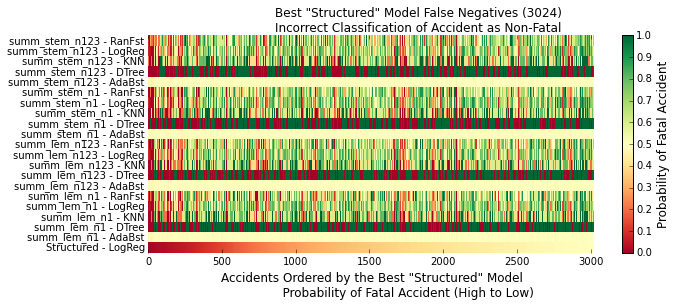 Best "Structured" Model False Negatives (3024)
Incorrect Classification of Accident as Non-Fatal
summ_stem_n123 - RanFst
summ_stem_n123 - LogReg
summ_stem_n123 - KNN
summ_stem_n123 - DTree
summ_stem_n123 - AdaBst
summ_stem_n1 - RanFst
summ_stem_n1 - LogReg
summ_stem_n1 - KNN
summ_stem_n1 - DTree
summ_stem_n1 - AdaBst
summ_lem_n123 - RanFst
summ_lem_n123 - LogReg
summ_lem_n123 - KNN
summ_lem_n123 - DTree
summ_lem_n123 - AdaBst
summ_lem_n1 - RanFst
summ_lem_n1 - LogReg
summ_lem_n1 - KNN
summ_lem_n1 - DTree
summ_lem_n1 - AdaBst
Structured - LogReg
0 500 1000 1500 2000 2500 3000
Accidents Ordered by the Best "Structured" Model
Probability of Fatal Accident (High to Low)
1.0
0.9
0.8
0.7
0.6
0.5
0.4
0.3
0.2
0.1
0.0
Probability of Fatal Accident